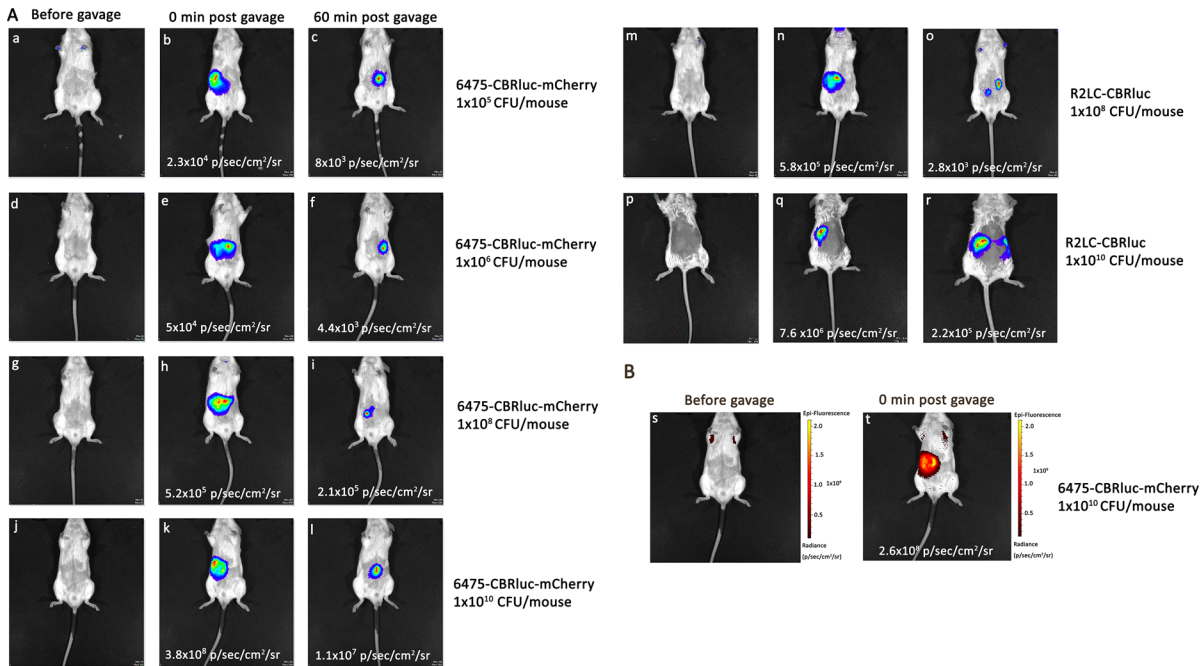 A
Before gavage
0 min post gavage
60 min post gavage
a
b
c
2.3x10⁴ p/sec/cm²/sr
8x10³ p/sec/cm²/sr
6475-CBRluc-mCherry
1x10⁵ CFU/mouse
d
e
f
5x10⁴ p/sec/cm²/sr
4.4x10³ p/sec/cm²/sr
6475-CBRluc-mCherry
1x10⁶ CFU/mouse
g
h
i
5.2x10⁵ p/sec/cm²/sr
2.1x10⁵ p/sec/cm²/sr
6475-CBRluc-mCherry
1x10⁸ CFU/mouse
j
k
l
3.8x10⁸ p/sec/cm²/sr
1.1x10⁷ p/sec/cm²/sr
6475-CBRluc-mCherry
1x10¹⁰ CFU/mouse
m
n
o
5.8x10⁵ p/sec/cm²/sr
2.8x10³ p/sec/cm²/sr
R2LC-CBRluc
1x10⁸ CFU/mouse
p
q
r
7.6 x10⁶ p/sec/cm²/sr
2.2x10⁵ p/sec/cm²/sr
R2LC-CBRluc
1x10¹⁰ CFU/mouse
B
Before gavage
0 min post gavage
s
Epi-Fluorescence
2.0
1.5
1.0
0.5
Radiance
(p/sec/cm²/sr)
t
2.6x10⁸ p/sec/cm²/sr
Epi-Fluorescence
2.0
1.5
1.0
0.5
Radiance
(p/sec/cm²/sr)
6475-CBRluc-mCherry
1x10¹⁰ CFU/mouse